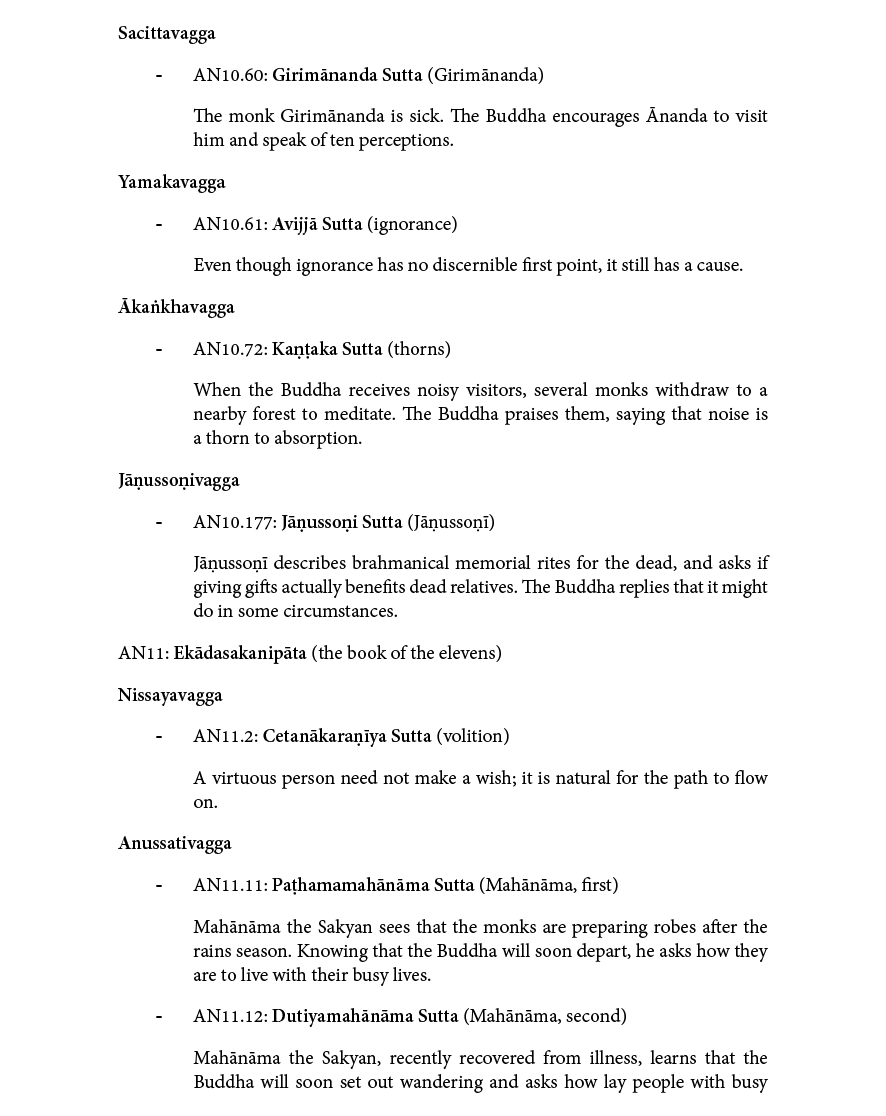 Sacittavagga
- AN10.60: Girimānanda Sutta (Girimānanda)
The monk Girimānanda is sick. The Buddha encourages Ānanda to visit
him and speak of ten perceptions.
Yamakavagga
- AN10.61: Avijjā Sutta (ignorance)
Even though ignorance has no discernible first point, it still has a cause.
Ākaṅkhavagga
- AN10.72: Kaṇṭaka Sutta (thorns)
When the Buddha receives noisy visitors, several monks withdraw to a
nearby forest to meditate. The Buddha praises them, saying that noise is
a thorn to absorption.
Jāṇussoṇivagga
- AN10.177: Jāṇussoṇi Sutta (Jāṇussoṇī)
Jāṇussoṇī describes brahmanical memorial rites for the dead, and asks if
giving gifts actually benefits dead relatives. The Buddha replies that it might
do in some circumstances.
AN11: Ekādasakanipāta (the book of the elevens)
Nissayavagga
- AN11.2: Cetanākaraṇīya Sutta (volition)
A virtuous person need not make a wish; it is natural for the path to flow
on.
Anussativagga
- AN11.11: Paṭhamamahānāma Sutta (Mahānāma, first)
Mahānāma the Sakyan sees that the monks are preparing robes after the
rains season. Knowing that the Buddha will soon depart, he asks how they
are to live with their busy lives.
- AN11.12: Dutiyamahānāma Sutta (Mahānāma, second)
Mahānāma the Sakyan, recently recovered from illness, learns that the
Buddha will soon set out wandering and asks how lay people with busy